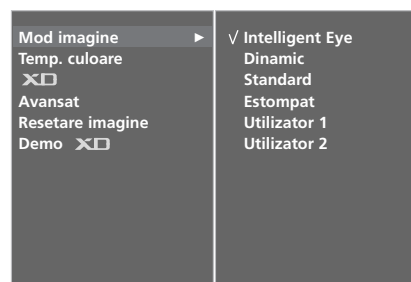 Mod imagine ►
Temp. culoare
XD
Avansat
Resetare imagine
Demo XD
√ Intelligent Eye
Dinamic
Standard
Estompat
Utilizator 1
Utilizator 2